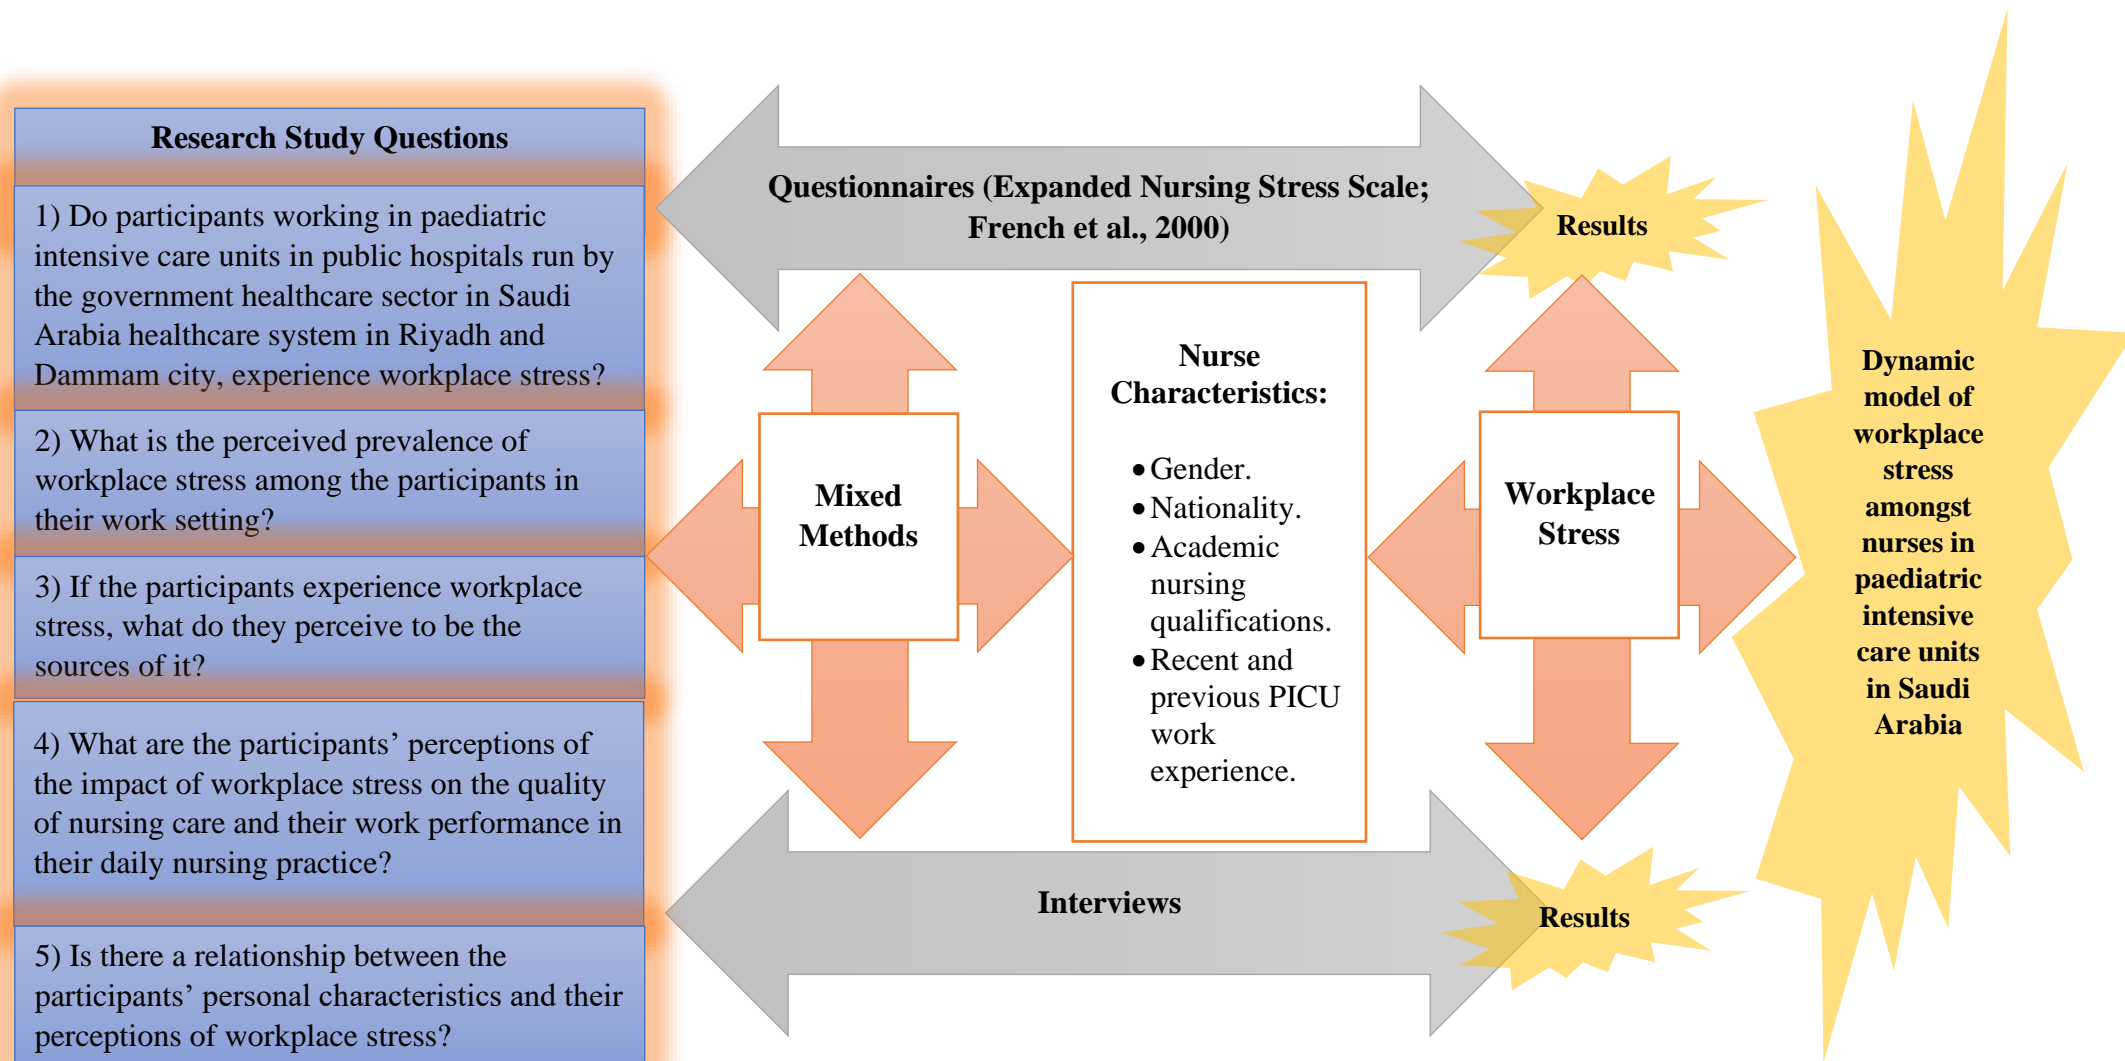 Research Study Questions
1) Do participants working in paediatric
intensive care units in public hospitals run by
the government healthcare sector in Saudi
Arabia healthcare system in Riyadh and
Dammam city, experience workplace stress?
2) What is the perceived prevalence of
workplace stress among the participants in
their work setting?
3) If the participants experience workplace
stress, what do they perceive to be the
sources of it?
4) What are the participants’ perceptions of
the impact of workplace stress on the quality
of nursing care and their work performance in
their daily nursing practice?
5) Is there a relationship between the
participants’ personal characteristics and their
perceptions of workplace stress?
Questionnaires (Expanded Nursing Stress Scale;
French et al., 2000)
Results
Mixed
Methods
Nurse
Characteristics:
• Gender.
• Nationality.
• Academic
nursing
qualifications.
• Recent and
previous PICU
work
experience.
Workplace
Stress
Interviews
Results
Dynamic
model of
workplace
stress
amongst
nurses in
paediatric
intensive
care units
in Saudi
Arabia